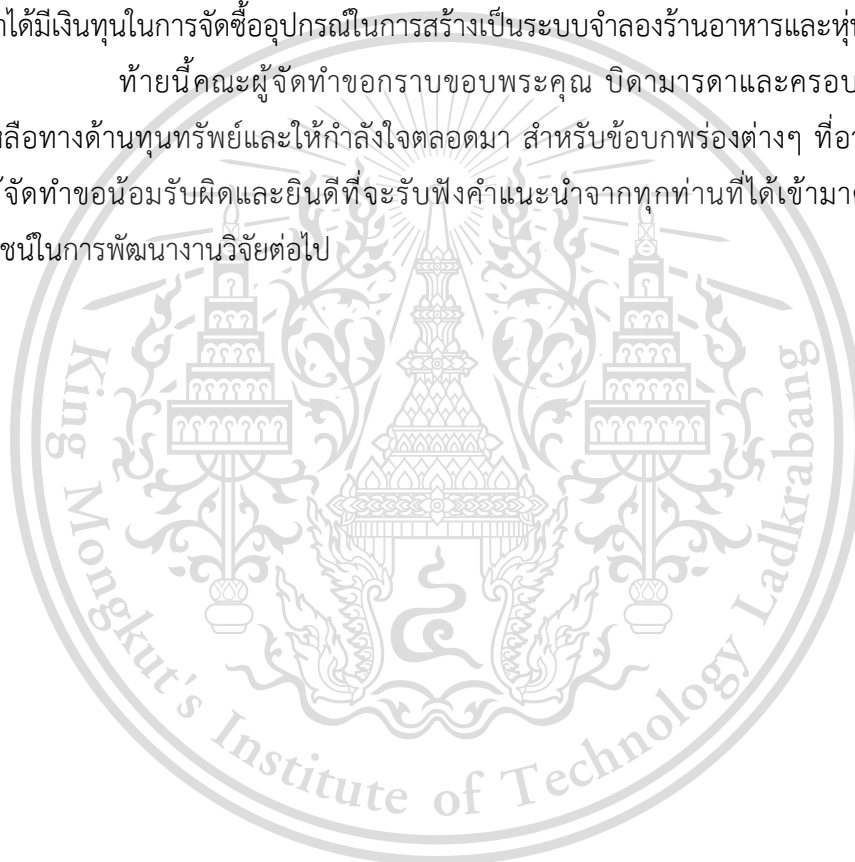 าได้มีเงินทุนในการจัดซื้ออุปกรณ์ในการสร้างเป็นระบบจำลองร้านอาหารและหุ่น
ท้ายนี้คณะผู้จัดทำขอกราบขอบพระคุณ บิดามารดาและครอบ
หลือทางด้านทุนทรัพย์และให้กำลังใจตลอดมา สำหรับข้อบกพร่องต่างๆ ที่อา
จัดทำขอน้อมรับผิดและยินดีที่จะรับฟังคำแนะนำจากทุกท่านที่ได้เข้ามา
ชน์ในการพัฒนางานวิจัยต่อไป
King Mongkut's Institute of Technology Ladkrabang